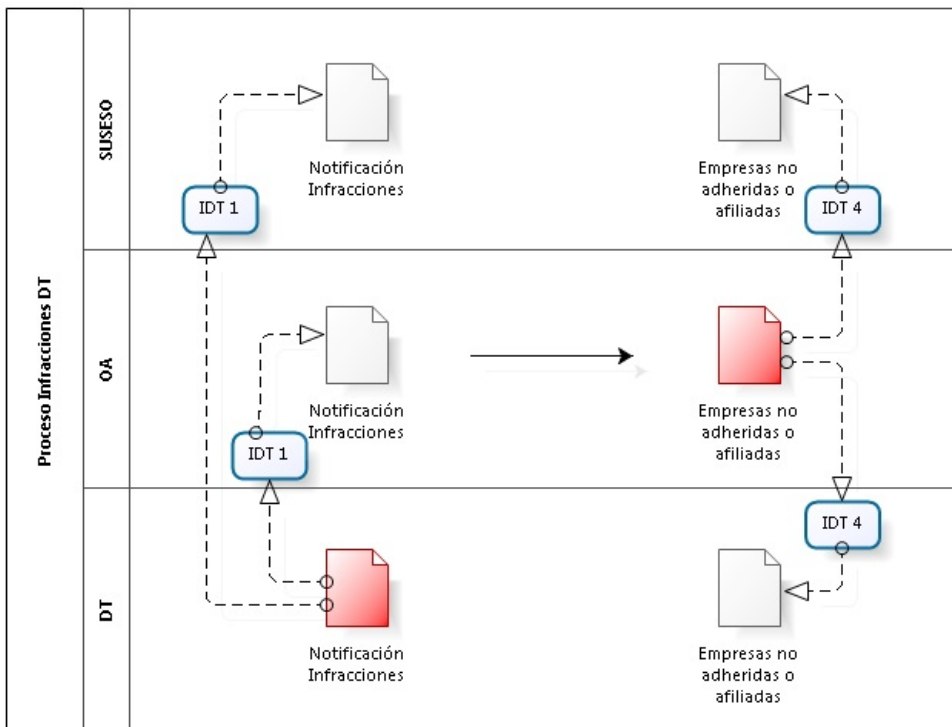 Proceso Infracciones DT
SUSESO
Notificación
Infracciones
IDT 1
Empresas no
adheridas o
afiliadas
IDT 4
OA
Notificación
Infracciones
IDT 1
Empresas no
adheridas o
afiliadas
DT
Notificación
Infracciones
IDT 4
Empresas no
adheridas o
afiliadas